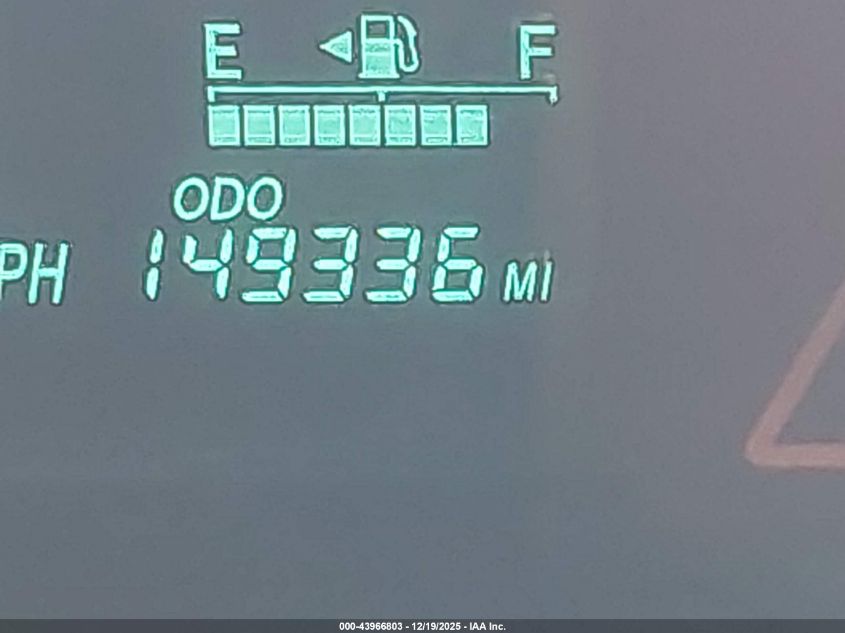 E F
ODO
PH 149336 MI
000-43966803 - 12/19/2025 - IAA Inc.